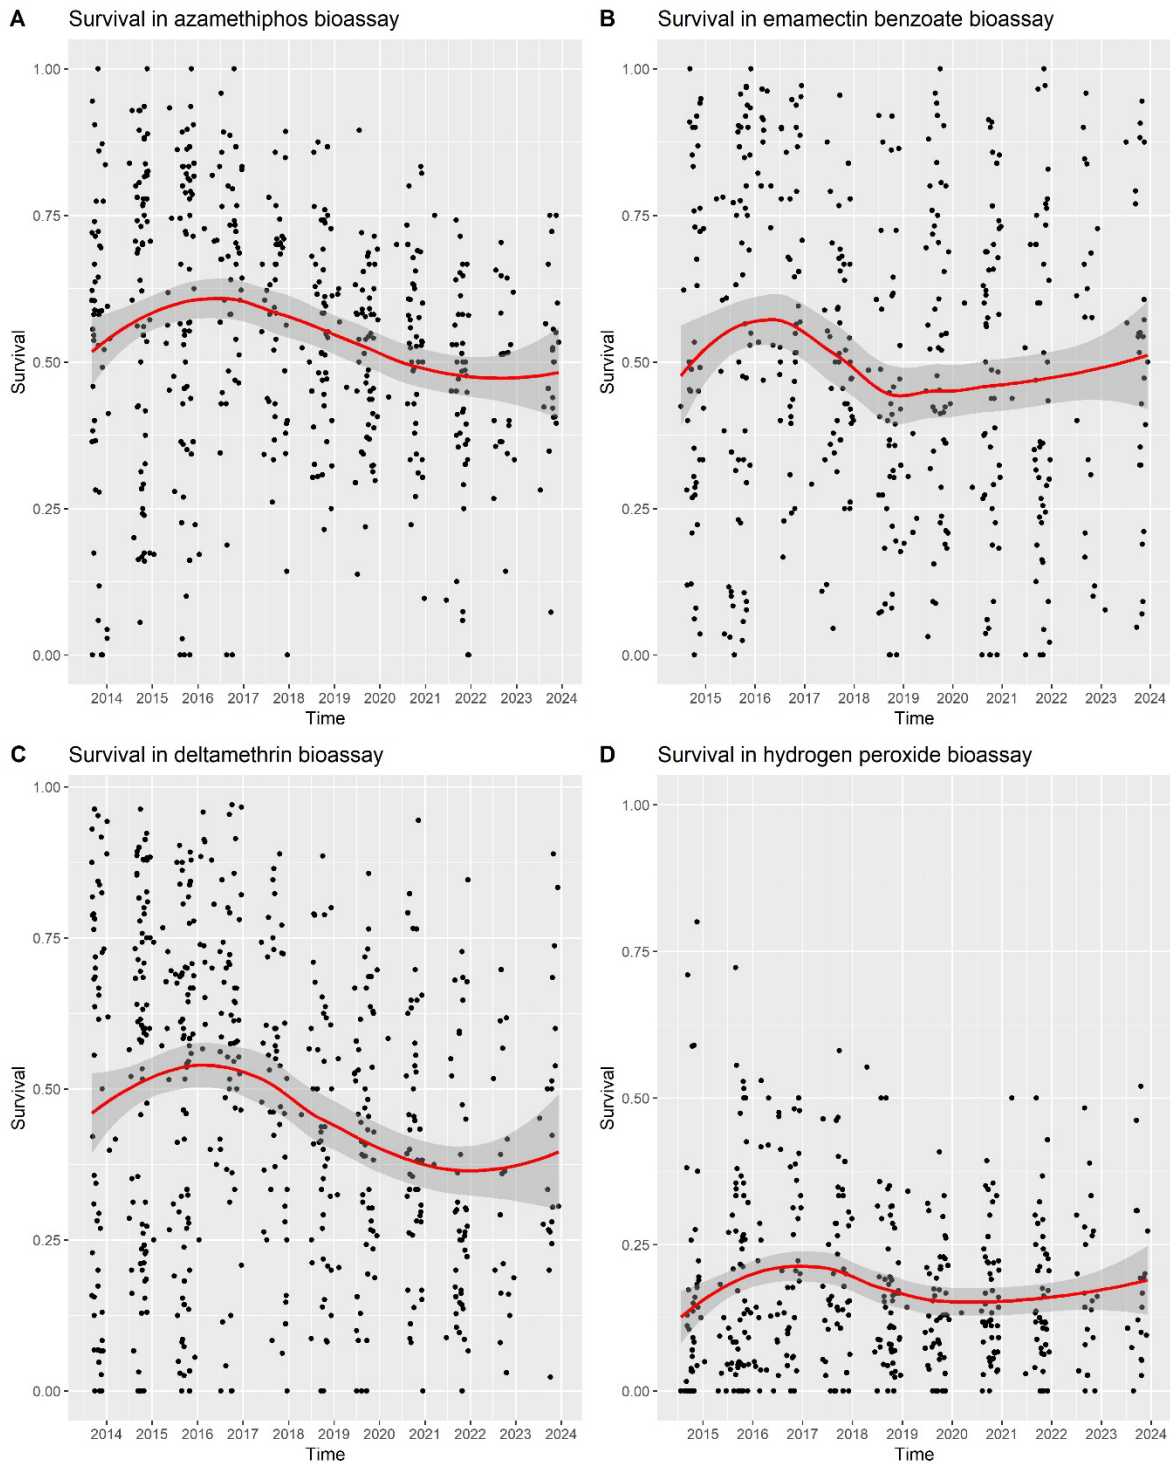 A Survival in azamethiphos bioassay
1.00
0.75
0.50
0.25
0.00
Survival
2014 2015 2016 2017 2018 2019 2020 2021 2022 2023 2024
Time
B Survival in emamectin benzoate bioassay
1.00
0.75
0.50
0.25
0.00
Survival
2015 2016 2017 2018 2019 2020 2021 2022 2023 2024
Time
C Survival in deltamethrin bioassay
1.00
0.75
0.50
0.25
0.00
Survival
2014 2015 2016 2017 2018 2019 2020 2021 2022 2023 2024
Time
D Survival in hydrogen peroxide bioassay
1.00
0.75
0.50
0.25
0.00
Survival
2015 2016 2017 2018 2019 2020 2021 2022 2023 2024
Time